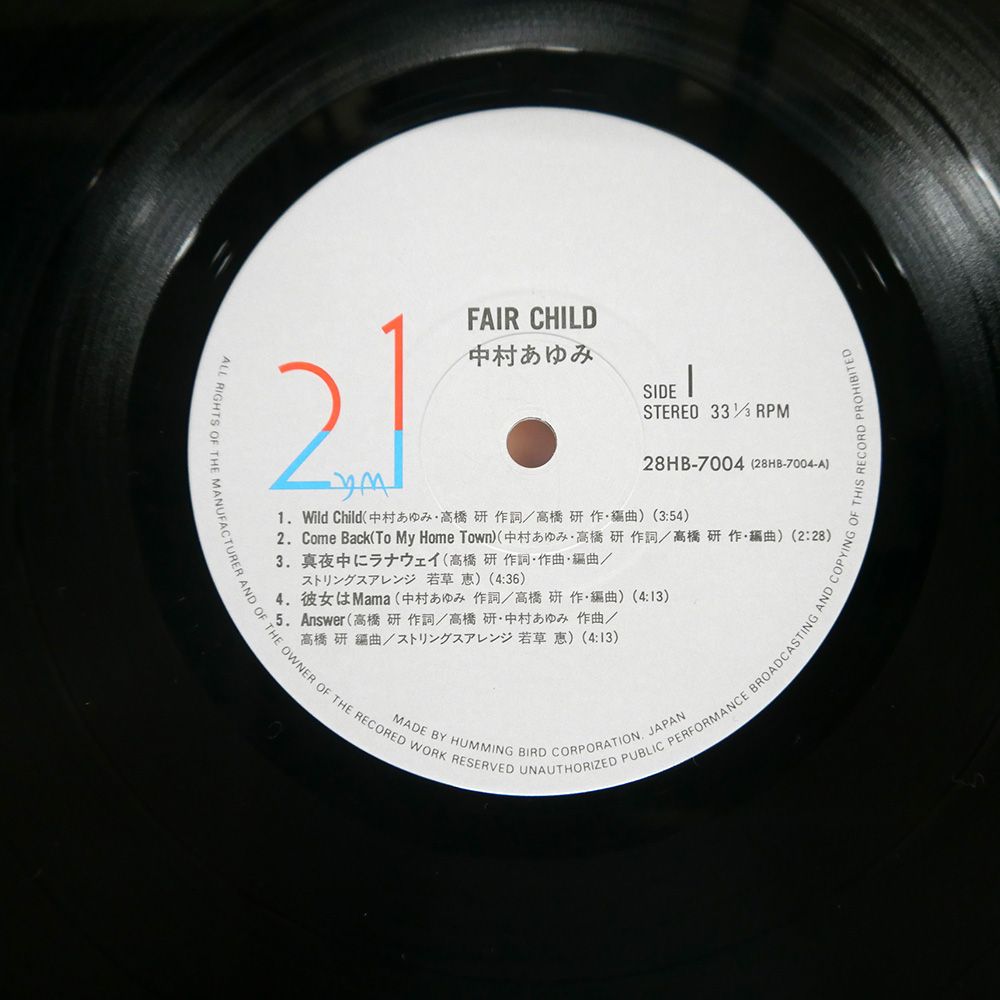 FAIR CHILD
中村あゆみ
21
SIDE 1
STEREO 33 1/3 RPM
28HB-7004 (28HB-7004-A)
1. Wild Child(中村あゆみ・高橋 研 作詞/高橋 研 作・編曲) (3:54)
2. Come Back(To My Home Town)(中村あゆみ・高橋 研 作詞/高橋 研 作・編曲) (2:28)
3. 真夜中にラナウェイ(高橋 研 作詞・作曲・編曲/
ストリングスアレンジ 若草 恵) (4:36)
4. 彼女はMama (中村あゆみ 作詞/高橋 研 作・編曲) (4:13)
5. Answer(高橋 研 作詞/高橋 研・中村あゆみ 作曲/
高橋 研 編曲/ストリングスアレンジ 若草 恵) (4:13)
MADE BY HUMMING BIRD CORPORATION, JAPAN
ALL RIGHTS OF THE MANUFACTURER AND OF THE OWNER OF THE RECORED WORK RESERVED UNAUTHORIZED PUBLIC PERFORMANCE BROADCASTING AND COPYING OF THIS RECORD PROHIBITED